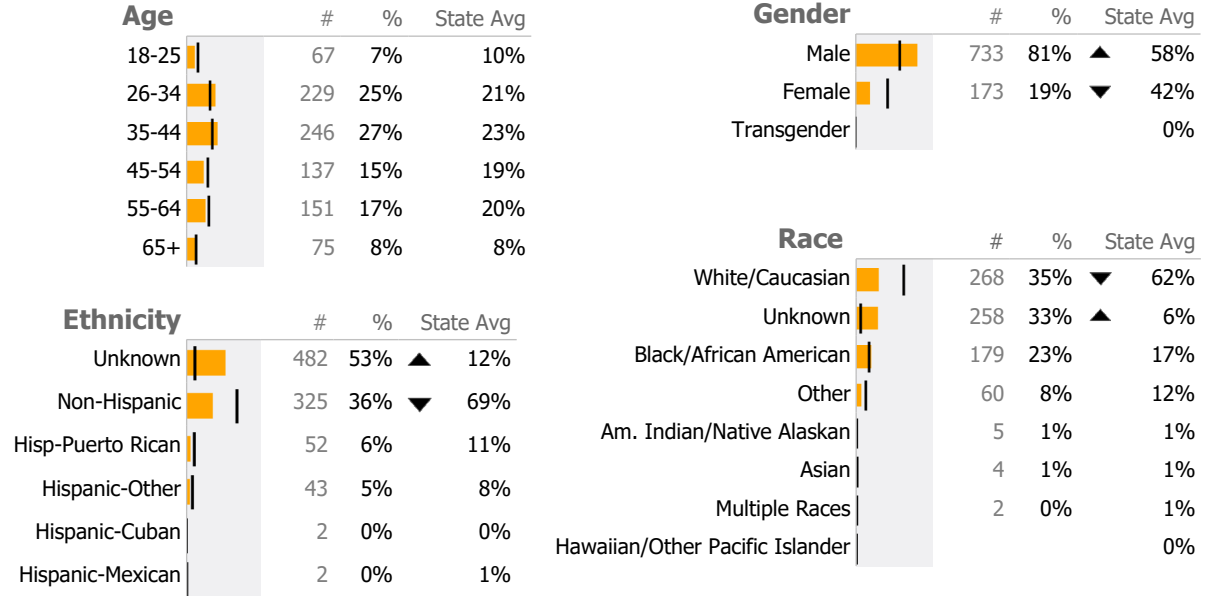 Age # % State Avg
18-25 67 7% 10%
26-34 229 25% 21%
35-44 246 27% 23%
45-54 137 15% 19%
55-64 151 17% 20%
65+ 75 8% 8%
Ethnicity # % State Avg
Unknown 482 53% ▲ 12%
Non-Hispanic 325 36% ▼ 69%
Hisp-Puerto Rican 52 6% 11%
Hispanic-Other 43 5% 8%
Hispanic-Cuban 2 0% 0%
Hispanic-Mexican 2 0% 1%
Gender # % State Avg
Male 733 81% ▲ 58%
Female 173 19% ▼ 42%
Transgender 0%
Race # % State Avg
White/Caucasian 268 35% ▼ 62%
Unknown 258 33% ▲ 6%
Black/African American 179 23% 17%
Other 60 8% 12%
Am. Indian/Native Alaskan 5 1% 1%
Asian 4 1% 1%
Multiple Races 2 0% 1%
Hawaiian/Other Pacific Islander 0%